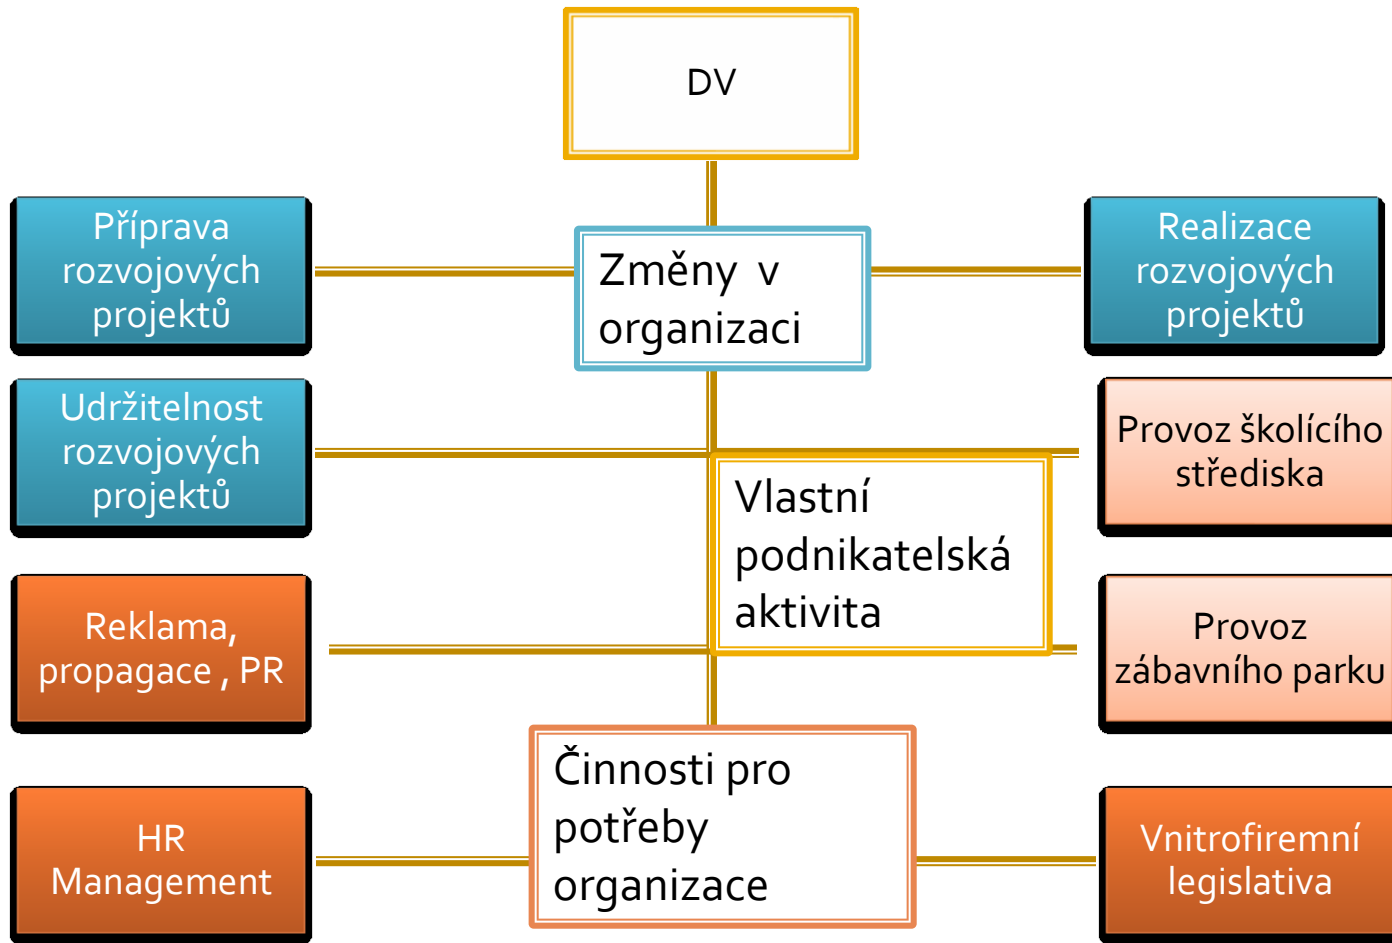 DV
Příprava
rozvojových
projektů
Změny v
organizaci
Realizace
rozvojových
projektů
Udržitelnost
rozvojových
projektů
Provoz školícího
střediska
Vlastní
podnikatelská
aktivita
Reklama,
propagace , PR
Provoz
zábavního parku
Činnosti pro
potřeby
organizace
HR
Management
Vnitrofiremní
legislativa